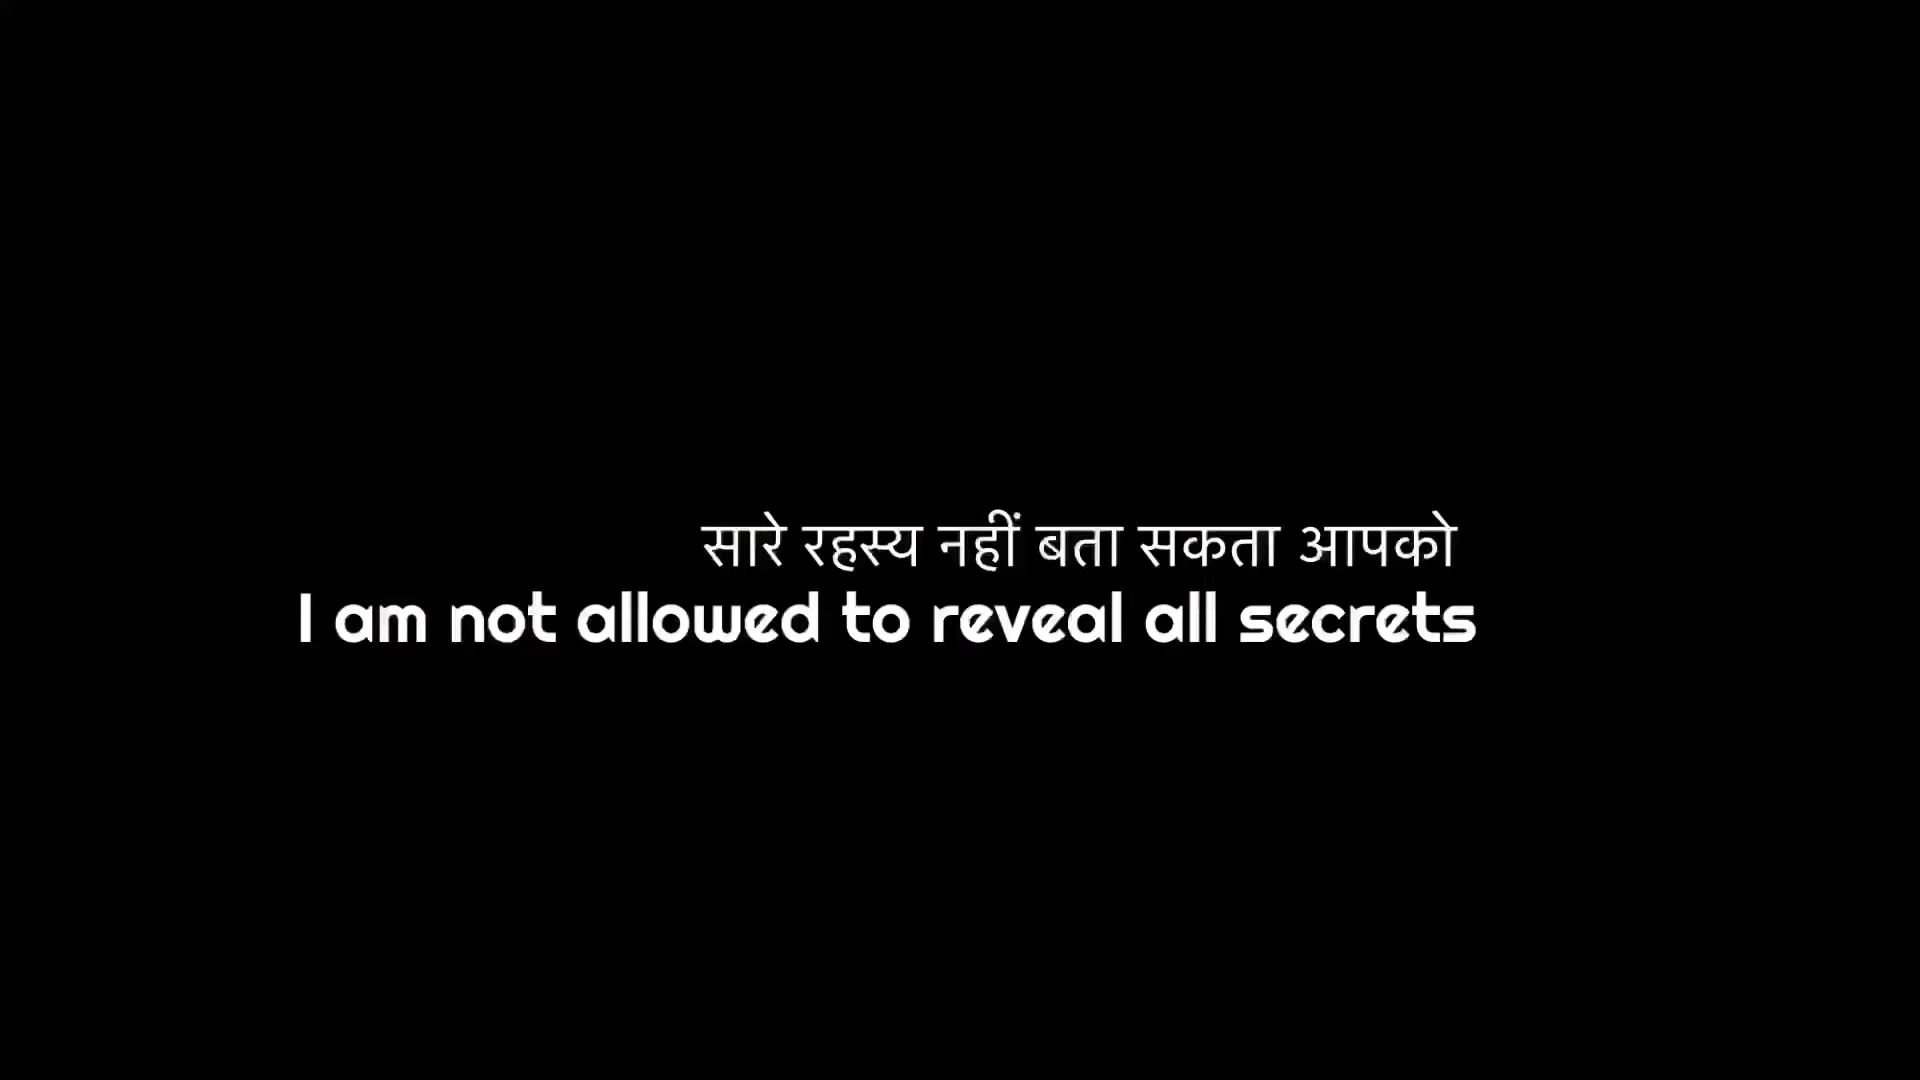 सारे रहस्य नहीं बता सकता आपको
I am not allowed to reveal all secrets